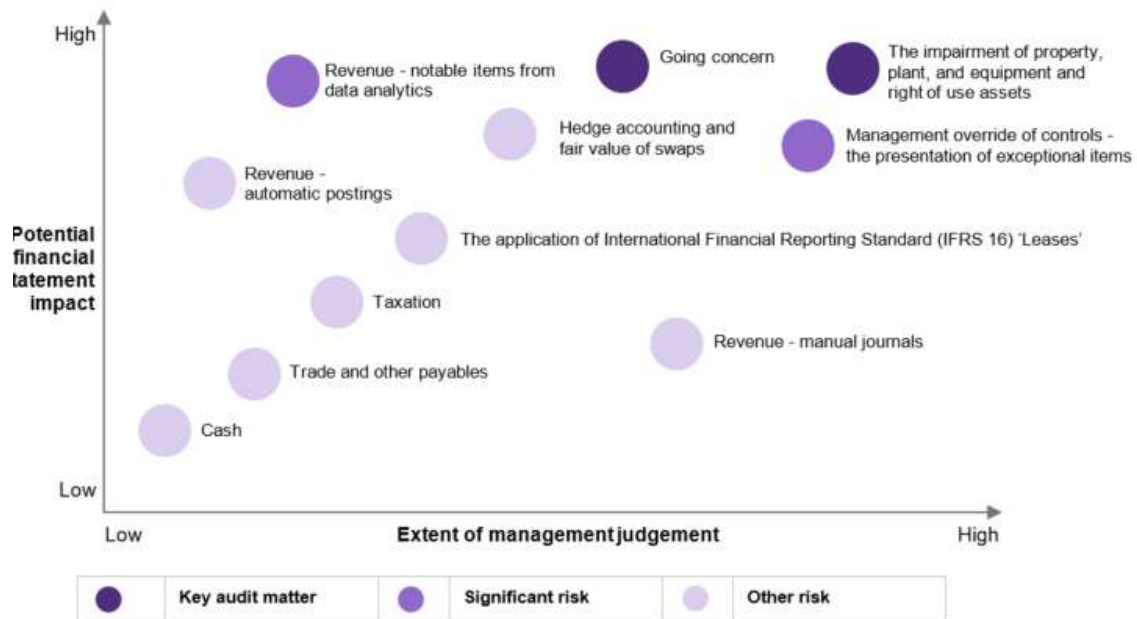 High
Revenue - notable items from
data analytics
Going concern
The impairment of property,
plant, and equipment and
right of use assets
Hedge accounting and
fair value of swaps
Management override of controls -
the presentation of exceptional items
Revenue -
automatic postings
Potential
financial
tatement
impact
The application of International Financial Reporting Standard (IFRS 16) 'Leases'
Taxation
Revenue - manual journals
Trade and other payables
Cash
Low
Low
Extent of management judgement
High
Key audit matter
Significant risk
Other risk